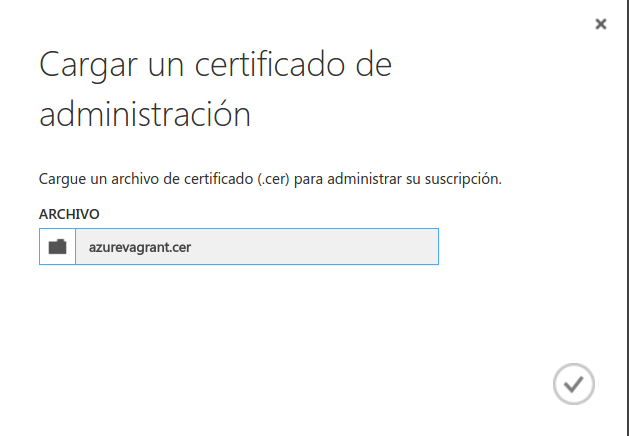 Cargar un certificado de
administración
Cargue un archivo de certificado (.cer) para administrar su suscripción.
ARCHIVO
azurevagrant.cer